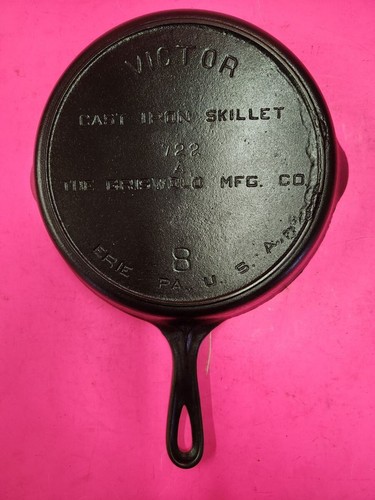 VICTOR
CAST IRON SKILLET
722
THE GRISWOLD MFG. CO.
8
ERIE PA., U. S. A.